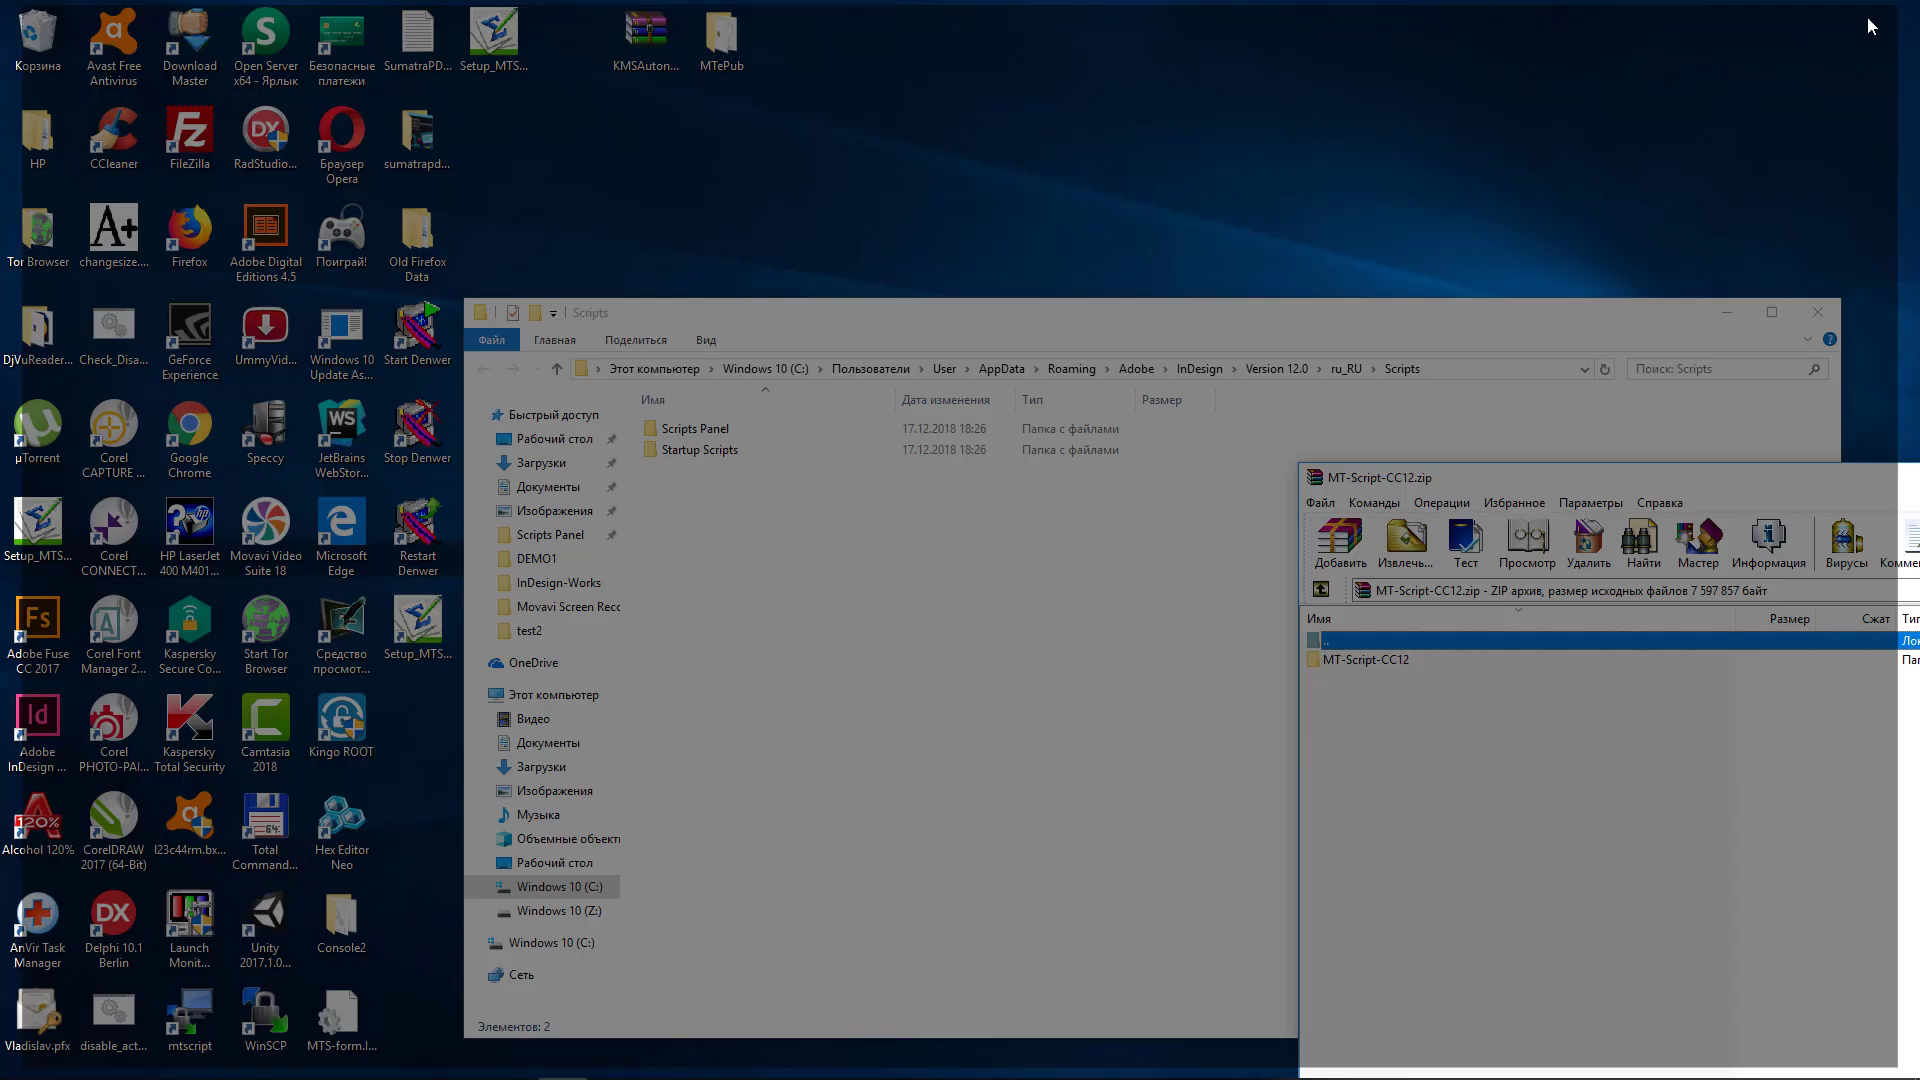 Корзина
Avast Free
Antivirus
Download
Master
Open Server
x64 - Ярлык
Безопасные
платежи
SumatraPD...
Setup_MTS...
KMSAuton...
MTePub
HP
CCleaner
FileZilla
RadStudio...
Браузер
Opera
sumatrapd...
Tor Browser
changesize....
Firefox
Adobe Digital
Editions 4.5
Поиграй!
Old Firefox
Data
DjVuReader...
Check_Disa...
GeForce
Experience
UmmyVid...
Windows 10
Update As...
Start Denwer
µTorrent
Corel
CAPTURE ...
Google
Chrome
Speccy
JetBrains
WebStor...
Stop Denwer
Setup_MTS...
Corel
CONNECT...
HP LaserJet
400 M401...
Movavi Video
Suite 18
Microsoft
Edge
Restart
Denwer
Adobe Fuse
CC 2017
Corel Font
Manager 2...
Kaspersky
Secure Co...
Start Tor
Browser
Средство
просмот...
Setup_MTS...
Adobe
InDesign ...
Corel
PHOTO-PAI...
Kaspersky
Total Security
Camtasia
2018
Kingo ROOT
Alcohol 120%
CorelDRAW
2017 (64-Bit)
l23c44rm.bx...
Total
Command...
Hex Editor
Neo
AnVir Task
Manager
Delphi 10.1
Berlin
Launch
Monit...
Unity
2017.1.0...
Console2
Vladislav.pfx
disable_act...
mtscript
WinSCP
MTS-form.l...
Scripts
Файл Главная Поделиться Вид
Этот компьютер › Windows 10 (C:) › Пользователи › User › AppData › Roaming › Adobe › InDesign › Version 12.0 › ru_RU › Scripts
Поиск: Scripts
Имя Дата изменения Тип Размер
Scripts Panel 17.12.2018 18:26 Папка с файлами
Startup Scripts 17.12.2018 18:26 Папка с файлами
Быстрый доступ
Рабочий стол
Загрузки
Документы
Изображения
Scripts Panel
DEMO1
InDesign-Works
Movavi Screen Recc
test2
OneDrive
Этот компьютер
Видео
Документы
Загрузки
Изображения
Музыка
Объемные объекти
Рабочий стол
Windows 10 (C:)
Windows 10 (Z:)
Windows 10 (C:)
Сеть
Элементов: 2
MT-Script-CC12.zip
Файл Команды Операции Избранное Параметры Справка
Добавить Извлечь... Тест Просмотр Удалить Найти Мастер Информация Вирусы Комме
MT-Script-CC12.zip - ZIP архив, размер исходных файлов 7 597 857 байт
Имя Размер Сжат Тип
.. Лок
MT-Script-CC12 Пап